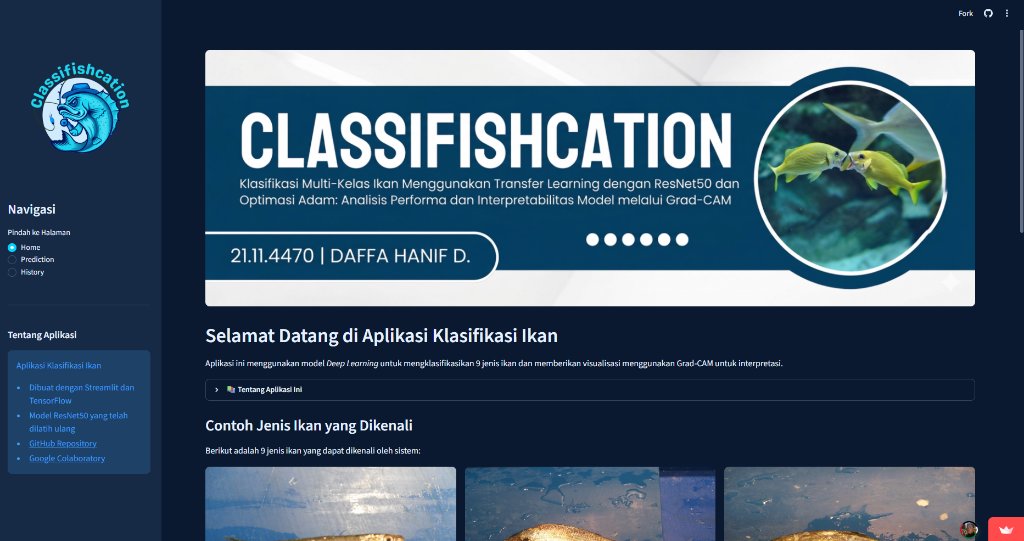 Fork
Classifishcation
Navigasi
Pindah ke Halaman
Home
Prediction
History
Tentang Aplikasi
Aplikasi Klasifikasi Ikan
Dibuat dengan Streamlit dan
TensorFlow
Model ResNet50 yang telah
dilatih ulang
GitHub Repository
Google Colaboratory
CLASSIFISHCATION
Klasifikasi Multi-Kelas Ikan Menggunakan Transfer Learning dengan ResNet50 dan
Optimasi Adam: Analisis Performa dan Interpretabilitas Model melalui Grad-CAM
21.11.4470 | DAFFA HANIF D.
Selamat Datang di Aplikasi Klasifikasi Ikan
Aplikasi ini menggunakan model Deep Learning untuk mengklasifikasikan 9 jenis ikan dan memberikan visualisasi menggunakan Grad-CAM untuk interpretasi.
Tentang Aplikasi Ini
Contoh Jenis Ikan yang Dikenali
Berikut adalah 9 jenis ikan yang dapat dikenali oleh sistem: